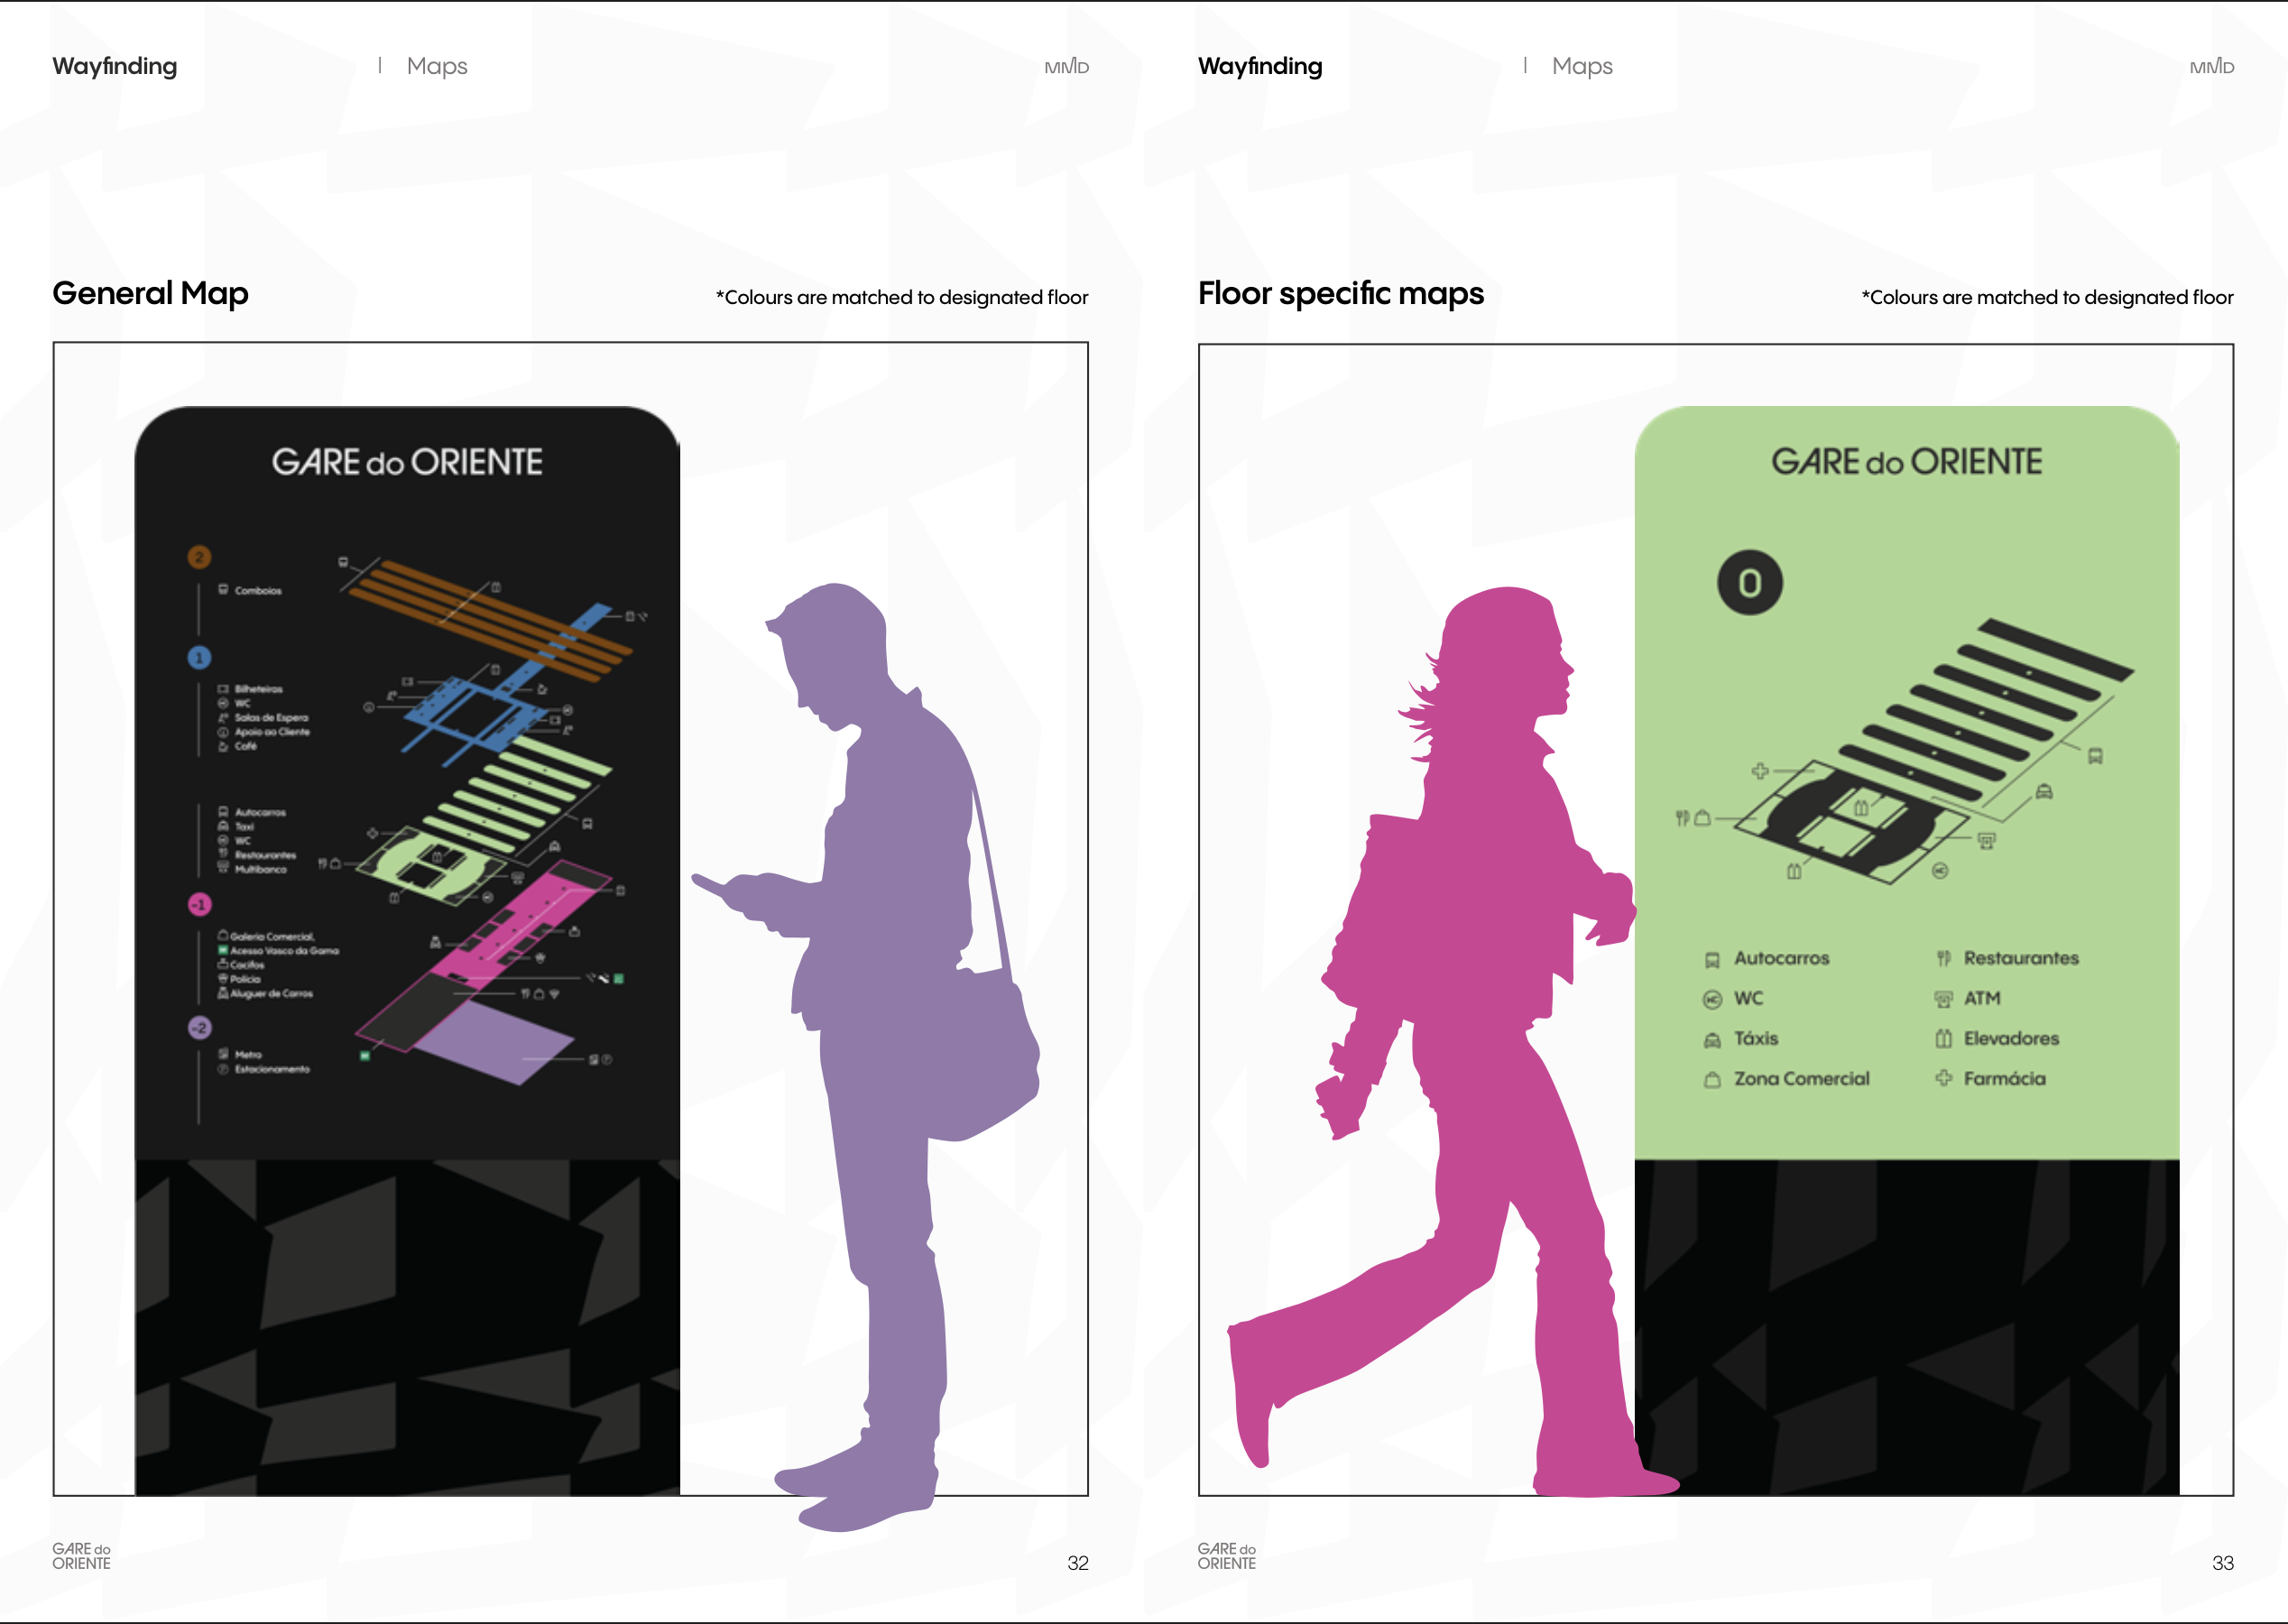 Wayfinding | Maps MMD
General Map *Colours are matched to designated floor
GARE do ORIENTE
2
Comboios
1
Bilheteiras
WC
Salas de Espera
Apoio ao Cliente
Café
Autocarros
Taxi
WC
Restaurantes
Multibanco
-1
Galeria Comercial,
Acesso Vasco da Gama
Cacifos
Polícia
Aluguer de Carros
-2
Metro
Estacionamento
GARE do
ORIENTE
32
Wayfinding | Maps MMD
Floor specific maps *Colours are matched to designated floor
GARE do ORIENTE
0
Autocarros
WC
Táxis
Zona Comercial
Restaurantes
ATM
Elevadores
Farmácia
GARE do
ORIENTE
33